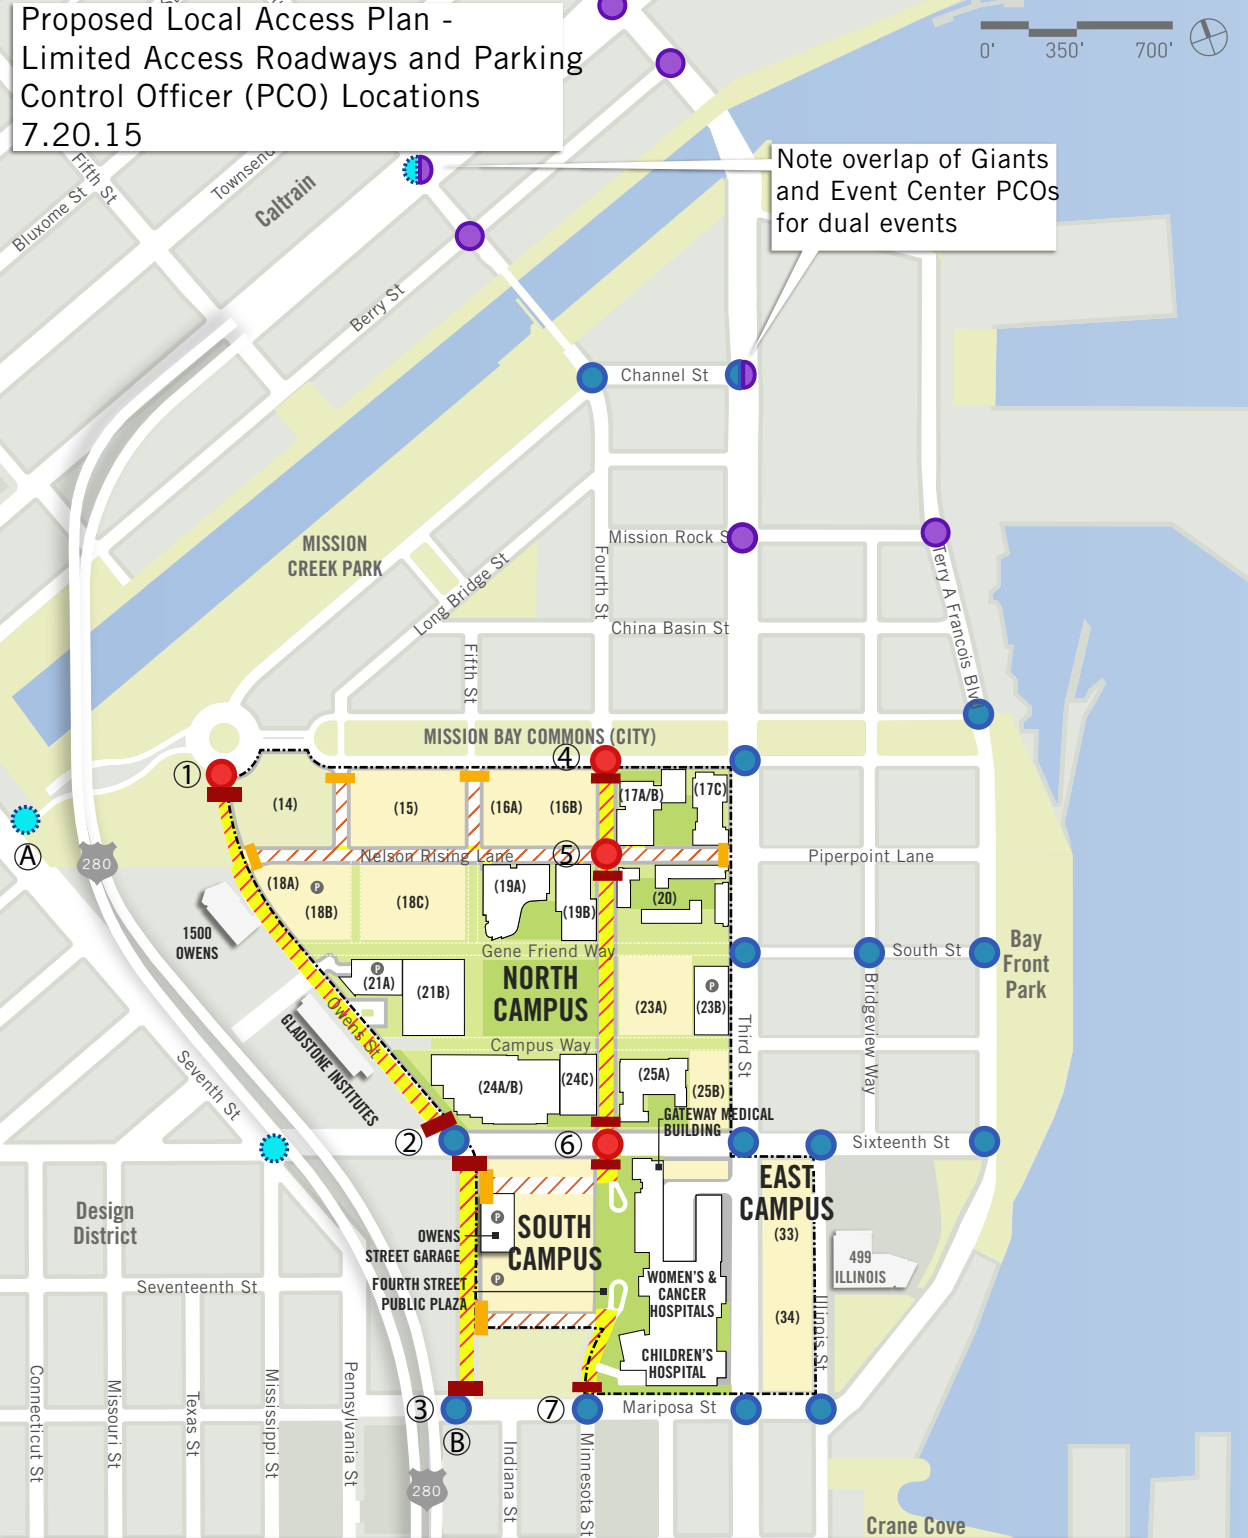 Proposed Local Access Plan -
Limited Access Roadways and Parking
Control Officer (PCO) Locations
7.20.15
0'
350'
700'
Note overlap of Giants
and Event Center PCOs
for dual events
Fifth St
Townsend
Bluxome St
Caltrain
Berry St
Channel St
MISSION
CREEK PARK
Mission Rock S
Fourth St
Long Bridge St
China Basin St
Terry A Francois Blv
Fifth St
MISSION BAY COMMONS (CITY)
4
1
(14)
(15)
(16A)
(16B)
(17A/B)
(17C)
A
280
Nelson Rising Lane
5
Piperpoint Lane
(18A)
P
(18B)
(18C)
(19A)
(19B)
(20)
1500
OWENS
Gene Friend Way
South St
Bay
Front
Park
P
(21A)
(21B)
NORTH
CAMPUS
(23A)
P
(23B)
Owens St
GLADSTONE INSTITUTES
Bridgeview Way
Third St
Campus Way
Seventh St
(24A/B)
(24C)
(25A)
(25B)
GATEWAY MEDICAL
BUILDING
2
6
Sixteenth St
EAST
CAMPUS
Design
District
P
OWENS
STREET GARAGE
SOUTH
CAMPUS
(33)
499
ILLINOIS
Seventeenth St
FOURTH STREET
PUBLIC PLAZA
P
WOMEN'S &
CANCER
HOSPITALS
(34)
Illinois St
CHILDREN'S
HOSPITAL
Connecticut St
Missouri St
Texas St
Mississippi St
Pennsylvania St
3
B
7
Mariposa St
280
Indiana St
Minnesota St
Crane Cove